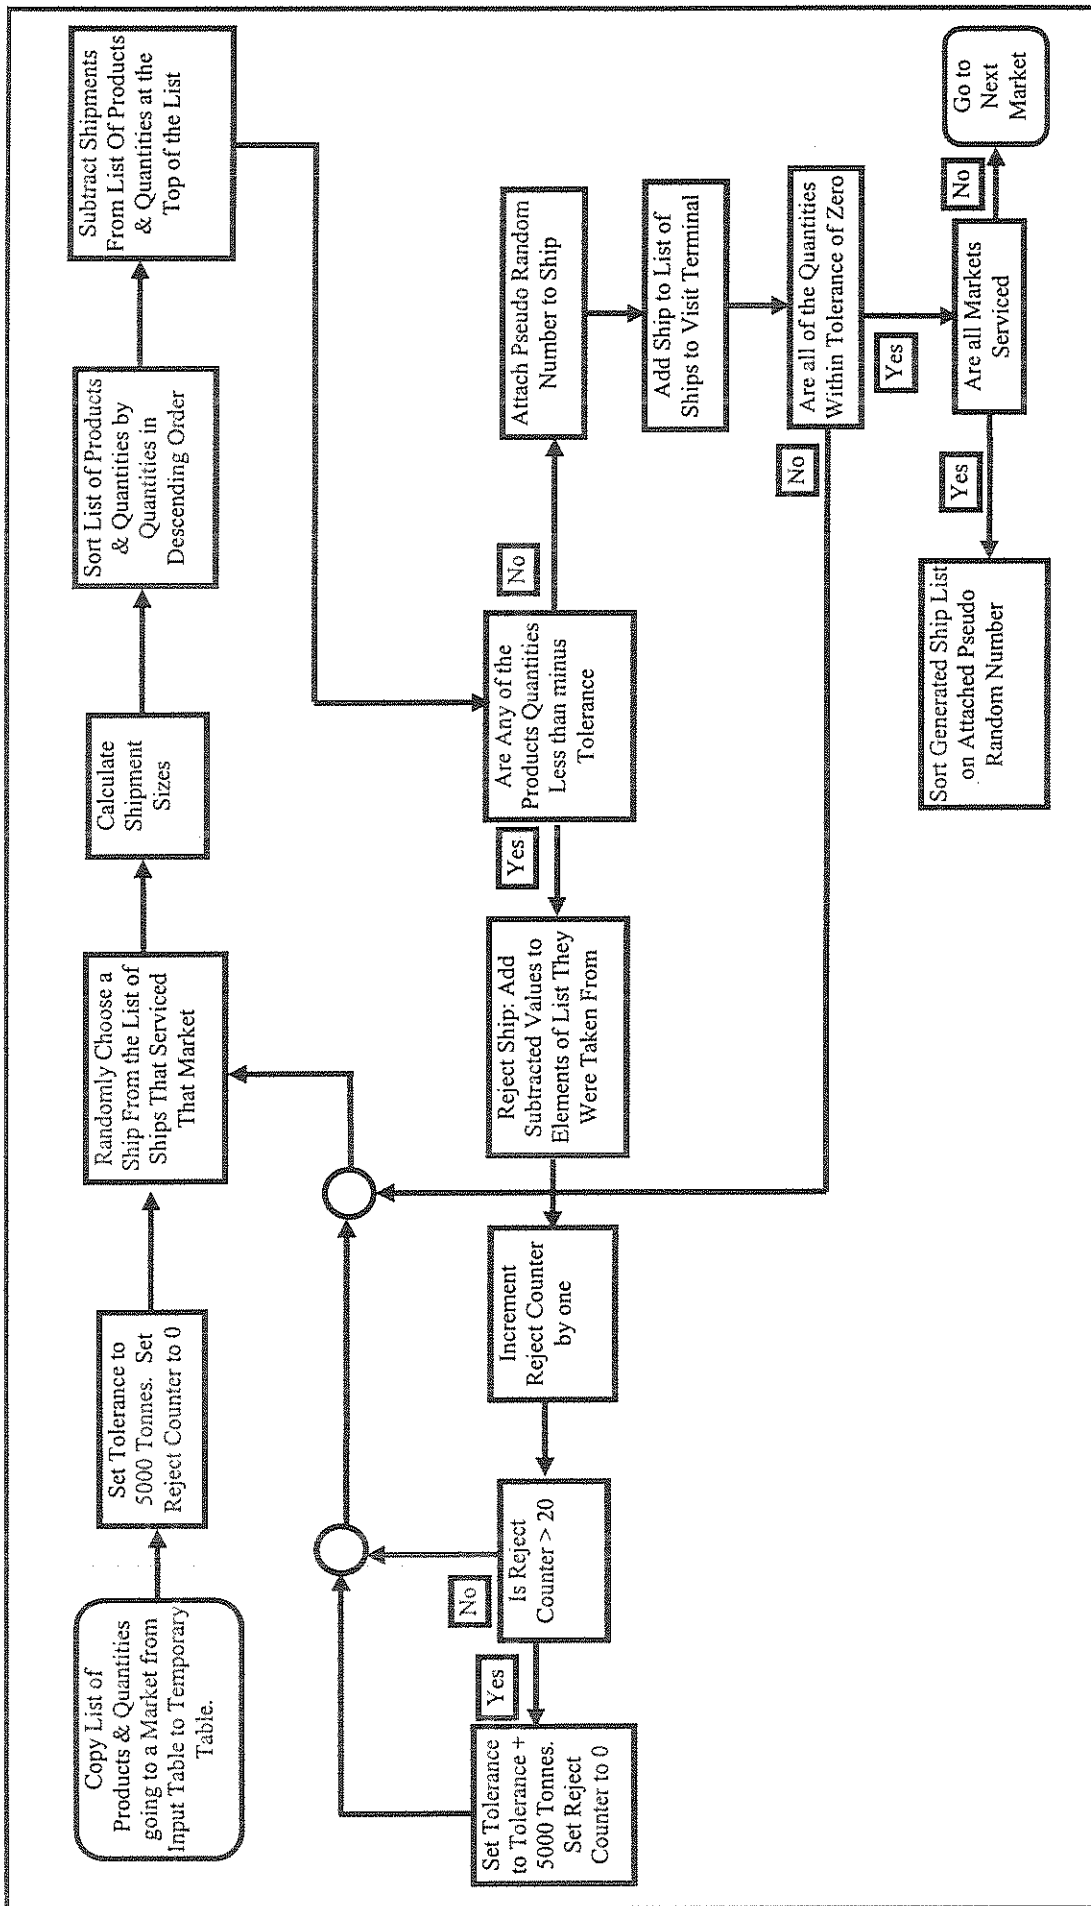 Copy List of
Products & Quantities
going to a Market from
Input Table to Temporary
Table.
Set Tolerance to
5000 Tonnes. Set
Reject Counter to 0
Randomly Choose a
Ship From the List of
Ships That Serviced
That Market
Calculate
Shipment
Sizes
Sort List of Products
& Quantities by
Quantities in
Descending Order
Subtract Shipments
From List Of Products
& Quantities at the
Top of the List
Are Any of the
Products Quantities
Less than minus
Tolerance
Yes
No
Reject Ship: Add
Subtracted Values to
Elements of List They
Were Taken From
Increment
Reject Counter
by one
Is Reject
Counter > 20
No
Yes
Set Tolerance
to Tolerance +
5000 Tonnes.
Set Reject
Counter to 0
Attach Pseudo Random
Number to Ship
Add Ship to List of
Ships to Visit Terminal
Are all of the Quantities
Within Tolerance of Zero
No
Yes
Are all Markets
Serviced
Yes
No
Sort Generated Ship List
on Attached Pseudo
Random Number
Go to
Next
Market